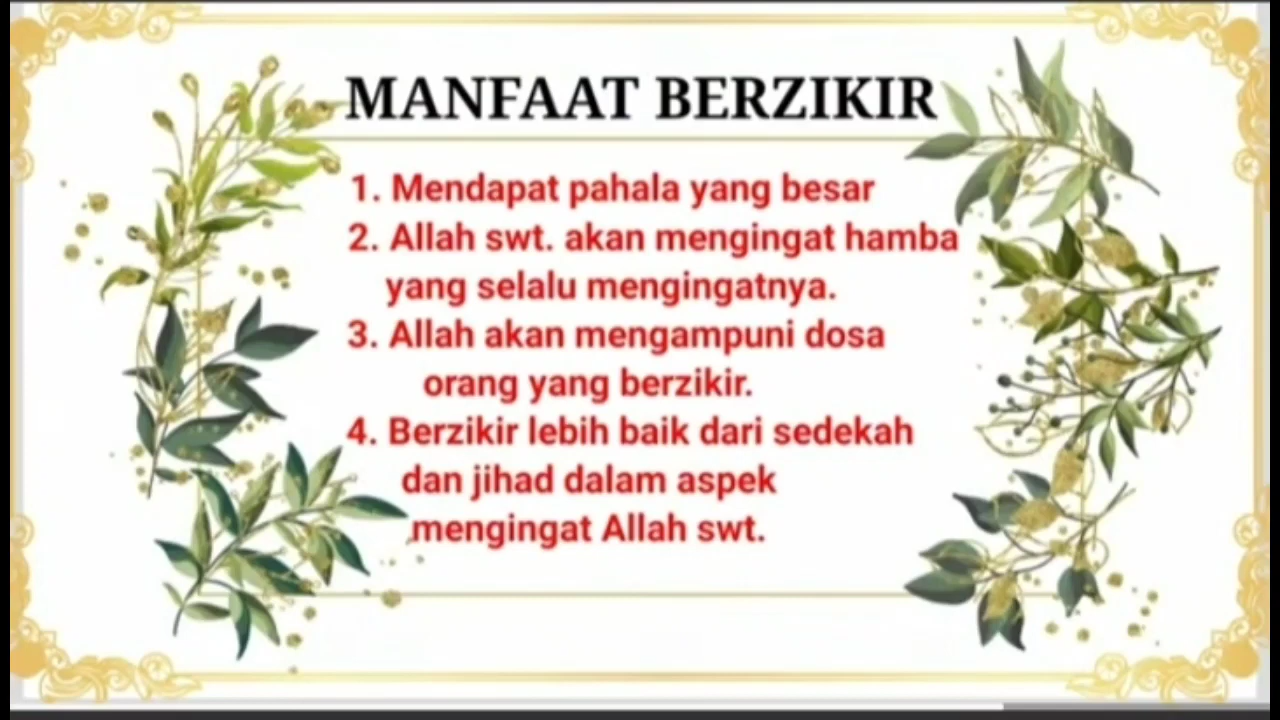 MANFAAT BERZIKIR
1. Mendapat pahala yang besar
2. Allah swt. akan mengingat hamba
yang selalu mengingatnya.
3. Allah akan mengampuni dosa
orang yang berzikir.
4. Berzikir lebih baik dari sedekah
dan jihad dalam aspek
mengingat Allah swt.